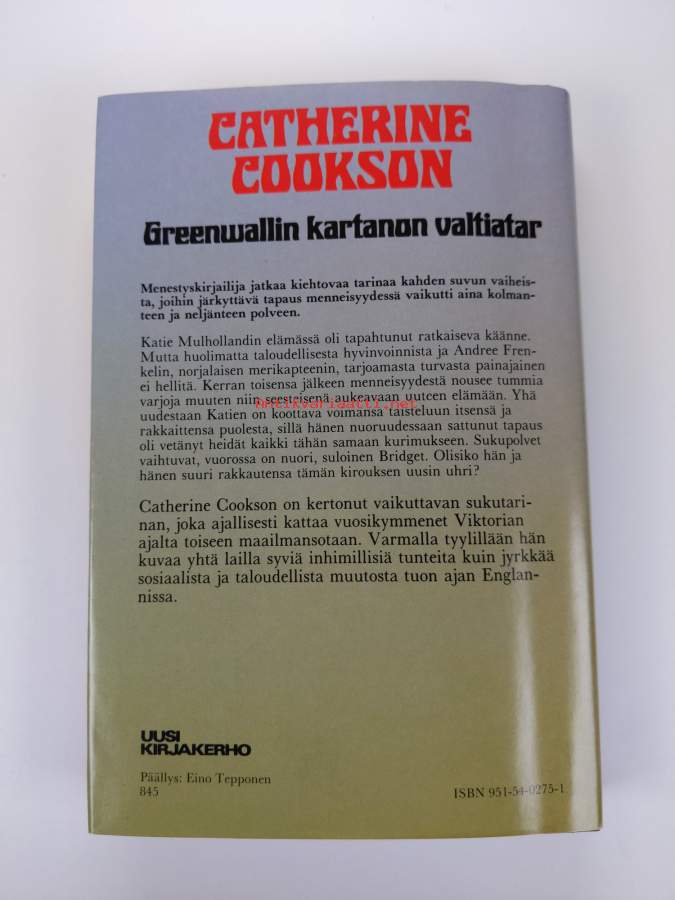 CATHERINE
COOKSON
Greenwallin kartanon valtiatar
Menestyskirjailija jatkaa kiehtovaa tarinaa kahden suvun vaiheis-
ta, joihin järkyttävä tapaus menneisyydessä vaikutti aina kolman-
teen ja neljänteen polveen.
Katie Mulhollandin elämässä oli tapahtunut ratkaiseva käänne.
Mutta huolimatta taloudellisesta hyvinvoinnista ja Andree Fren-
kelin, norjalaisen merikapteenin, tarjoamasta turvasta painajainen
ei hellitä. Kerran toisensa jälkeen menneisyydestä nousee tummia
varjoja muuten niin seesteisenä aukeavaan uuteen elämään. Yhä
antikvariaatti.net
uudestaan Katien on koottava voimansa taisteluun itsensä ja
rakkaittensa puolesta, sillä hänen nuoruudessaan sattunut tapaus
oli vetänyt heidät kaikki tähän samaan kurimukseen. Sukupolvet
vaihtuvat, vuorossa on nuori, suloinen Bridget. Olisiko hän ja
hänen suuri rakkautensa tämän kirouksen uusin uhri?
Catherine Cookson on kertonut vaikuttavan sukutari-
nan, joka ajallisesti kattaa vuosikymmenet Viktorian
ajalta toiseen maailmansotaan. Varmalla tyylillään hän
kuvaa yhtä lailla syviä inhimillisiä tunteita kuin jyrkkää
sosiaalista ja taloudellista muutosta tuon ajan Englan-
nissa.
UUSI
KIRJAKERHO
Päällys: Eino Tepponen
845
ISBN 951-54-0275-1